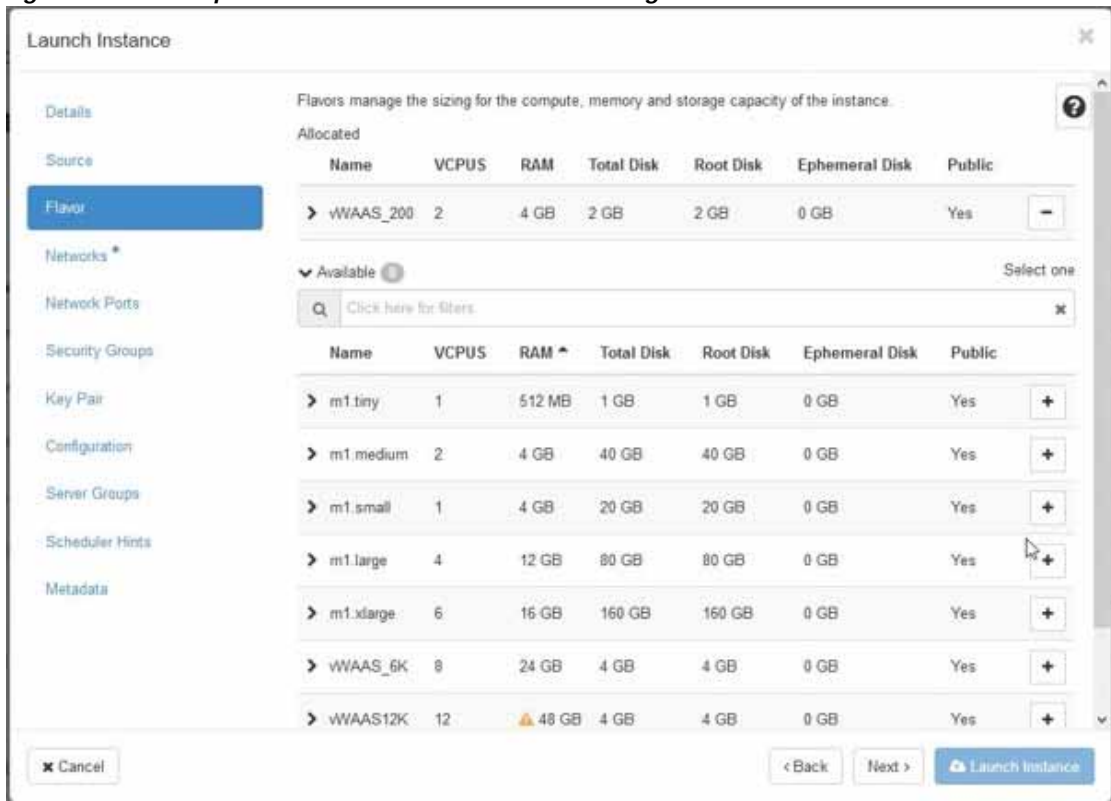 Launch Instance
Details
Source
Flavor
Networks *
Network Ports
Security Groups
Key Pair
Configuration
Server Groups
Scheduler Hints
Metadata
Flavors manage the sizing for the compute, memory and storage capacity of the instance.
Allocated
Name VCPUS RAM Total Disk Root Disk Ephemeral Disk Public
vWAAS_200 2 4 GB 2 GB 2 GB 0 GB Yes
Available
Select one
Click here for filters.
Name VCPUS RAM Total Disk Root Disk Ephemeral Disk Public
m1.tiny 1 512 MB 1 GB 1 GB 0 GB Yes
m1.medium 2 4 GB 40 GB 40 GB 0 GB Yes
m1.small 1 4 GB 20 GB 20 GB 0 GB Yes
m1.large 4 12 GB 80 GB 80 GB 0 GB Yes
m1.xlarge 6 16 GB 160 GB 160 GB 0 GB Yes
vWAAS_6K 8 24 GB 4 GB 4 GB 0 GB Yes
vWAAS12K 12 48 GB 4 GB 4 GB 0 GB Yes
Cancel
< Back
Next >
Launch Instance